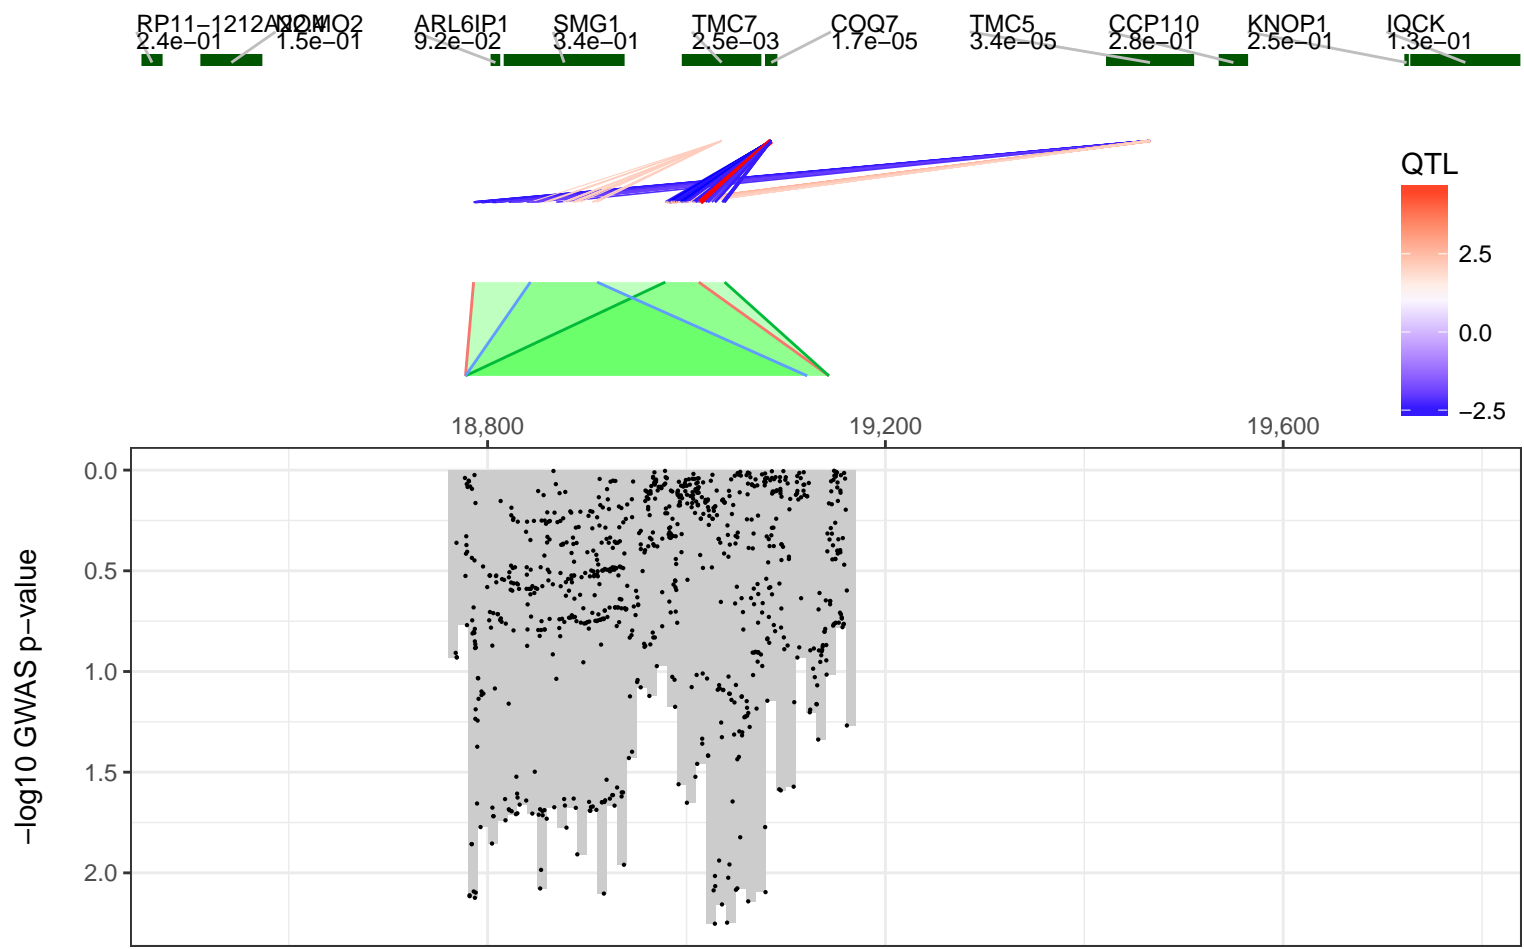 RP11−1212A22.4 NOMO2 ARL6IP1 SMG1 TMC7 COQ7 TMC5 CCP110 KNOP1 IQCK
2.4e−01 1.5e−01 9.2e−02 3.4e−01 2.5e−03 1.7e−05 3.4e−05 2.8e−01 2.5e−01 1.3e−01
QTL
2.5
0.0
−2.5
18,800 19,200 19,600
0.0
0.5
1.0
1.5
2.0
−log10 GWAS p−value